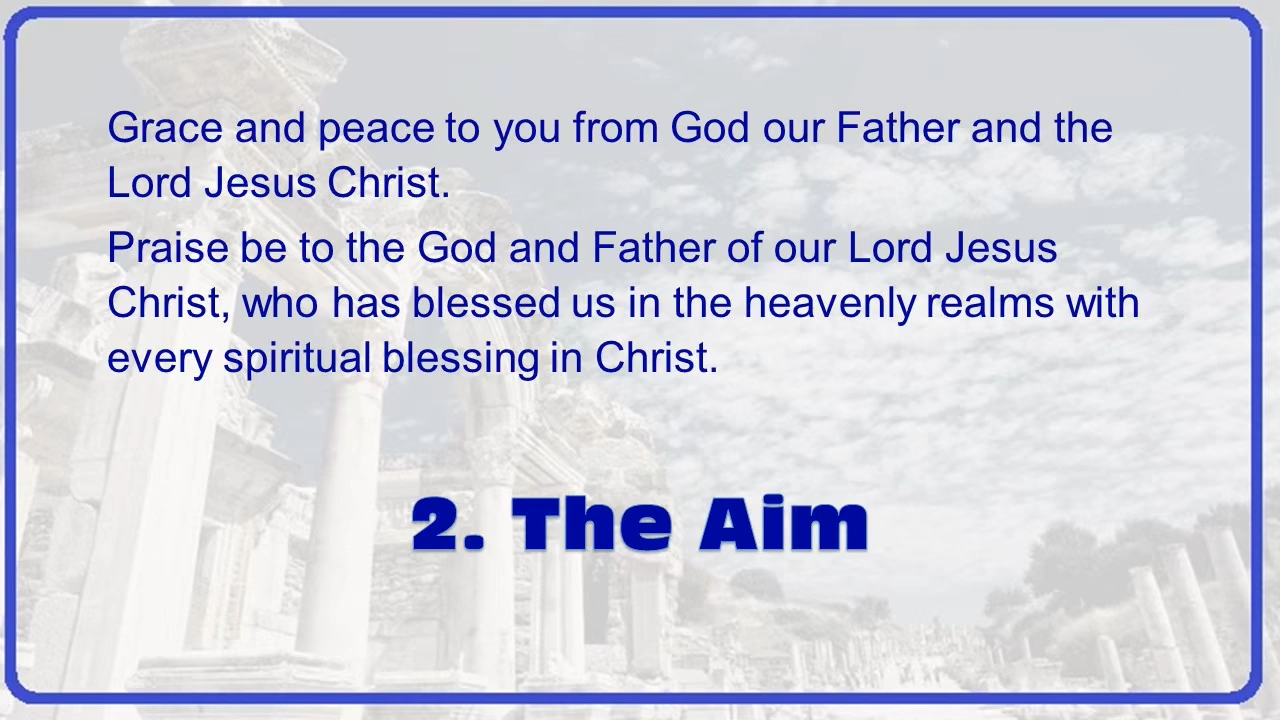 Grace and peace to you from God our Father and the
Lord Jesus Christ.
Praise be to the God and Father of our Lord Jesus
Christ, who has blessed us in the heavenly realms with
every spiritual blessing in Christ.
2. The Aim